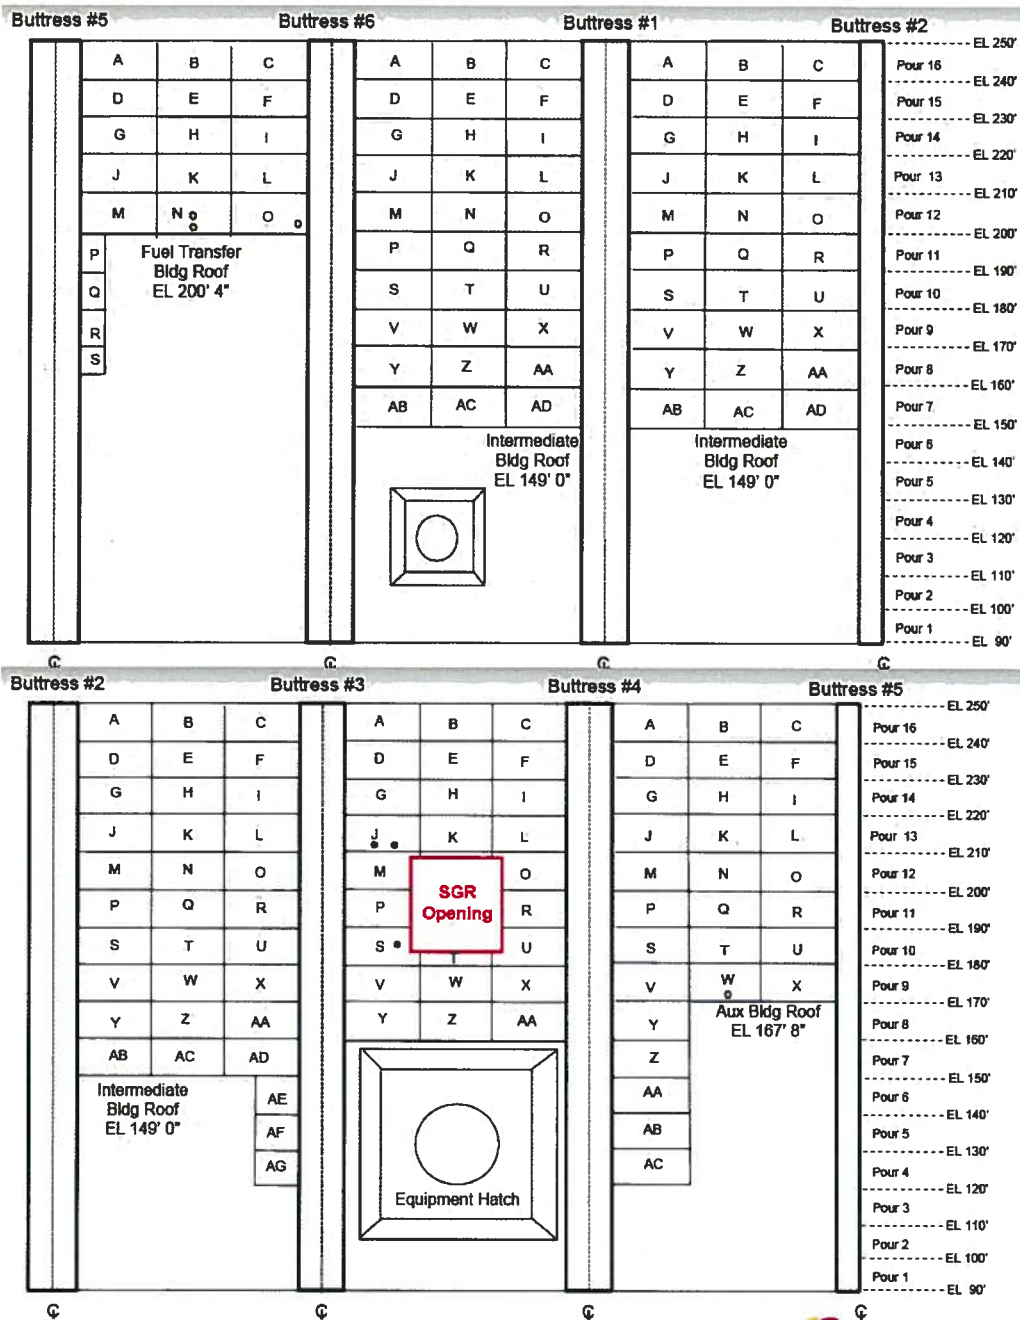 Buttress #5 Buttress #6 Buttress #1 Buttress #2
EL 250'
A B C A B C A B C Pour 16
EL 240'
D E F D E F D E F Pour 15
EL 230'
G H I G H I G H I Pour 14
EL 220'
J K L J K L J K L Pour 13
EL 210'
M N O M N O M N O Pour 12
EL 200'
P Fuel Transfer P Q R P Q R Pour 11
Bldg Roof
EL 190'
Q EL 200' 4" S T U S T U Pour 10
EL 180'
R V W X V W X Pour 9
EL 170'
S Y Z AA Y Z AA Pour 8
EL 160'
AB AC AD AB AC AD Pour 7
EL 150'
Intermediate Intermediate Pour 6
Bldg Roof Bldg Roof EL 140'
EL 149' 0" EL 149' 0" Pour 5
EL 130'
Pour 4
EL 120'
Pour 3
EL 110'
Pour 2
EL 100'
Pour 1
EL 90'
℄ ℄ ℄ ℄
Buttress #2 Buttress #3 Buttress #4 Buttress #5
EL 250'
A B C A B C A B C Pour 16
EL 240'
D E F D E F D E F Pour 15
EL 230'
G H I G H I G H I Pour 14
EL 220'
J K L J K L J K L Pour 13
EL 210'
M N O M SGR O M N O Pour 12
EL 200'
P Q R P Opening R P Q R Pour 11
EL 190'
S T U S T U S T U Pour 10
EL 180'
V W X V W X V W X Pour 9
EL 170'
Y Z AA Y Z AA Y Aux Bldg Roof Pour 8
EL 167' 8"
EL 160'
AB AC AD Z Pour 7
EL 150'
Intermediate AE AA Pour 6
Bldg Roof EL 140'
EL 149' 0" AF AB Pour 5
EL 130'
AG AC Pour 4
EL 120'
Equipment Hatch Pour 3
EL 110'
Pour 2
EL 100'
Pour 1
EL 90'
℄ ℄ ℄ ℄